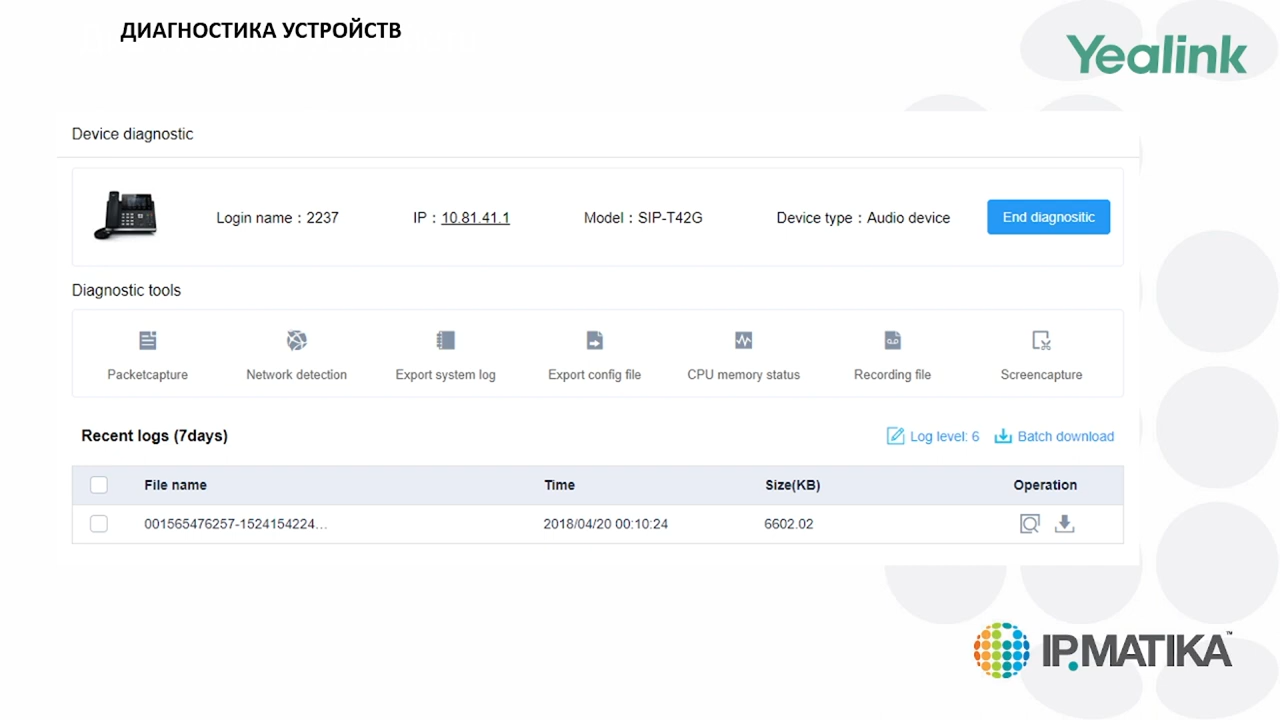 ДИАГНОСТИКА УСТРОЙСТВ
Yealink
Device diagnostic
Login name : 2237 IP : 10.81.41.1 Model : SIP-T42G Device type : Audio device End diagnositic
Diagnostic tools
Packetcapture Network detection Export system log Export config file CPU memory status Recording file Screencapture
Recent logs (7days) Log level: 6 Batch download
File name Time Size(KB) Operation
001565476257-1524154224... 2018/04/20 00:10:24 6602.02
IPMATIKA™